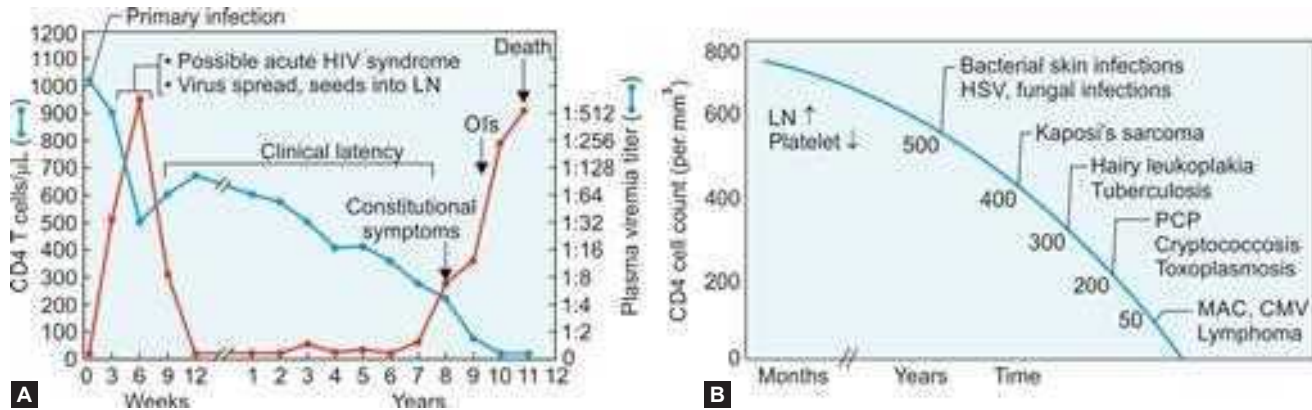 1200
1100
1000
900
800
700
600
500
400
300
200
100
0
CD4 T cells/μL
Primary infection
• Possible acute HIV syndrome
• Virus spread, seeds into LN
Clinical latency
Constitutional
symptoms
OIs
Death
1:512
1:256
1:128
1:64
1:32
1:16
1:8
1:4
1:2
0
Plasma viremia titer
0 3 6 9 12 1 2 3 4 5 6 7 8 9 10 11 12
Weeks Years
A
800
600
400
200
0
CD4 cell count (per mm³)
LN ↑
Platelet ↓
Bacterial skin infections
HSV, fungal infections
500
Kaposi's sarcoma
400
Hairy leukoplakia
Tuberculosis
300
PCP
Cryptococcosis
Toxoplasmosis
200
MAC, CMV
Lymphoma
50
Months Years Time
B